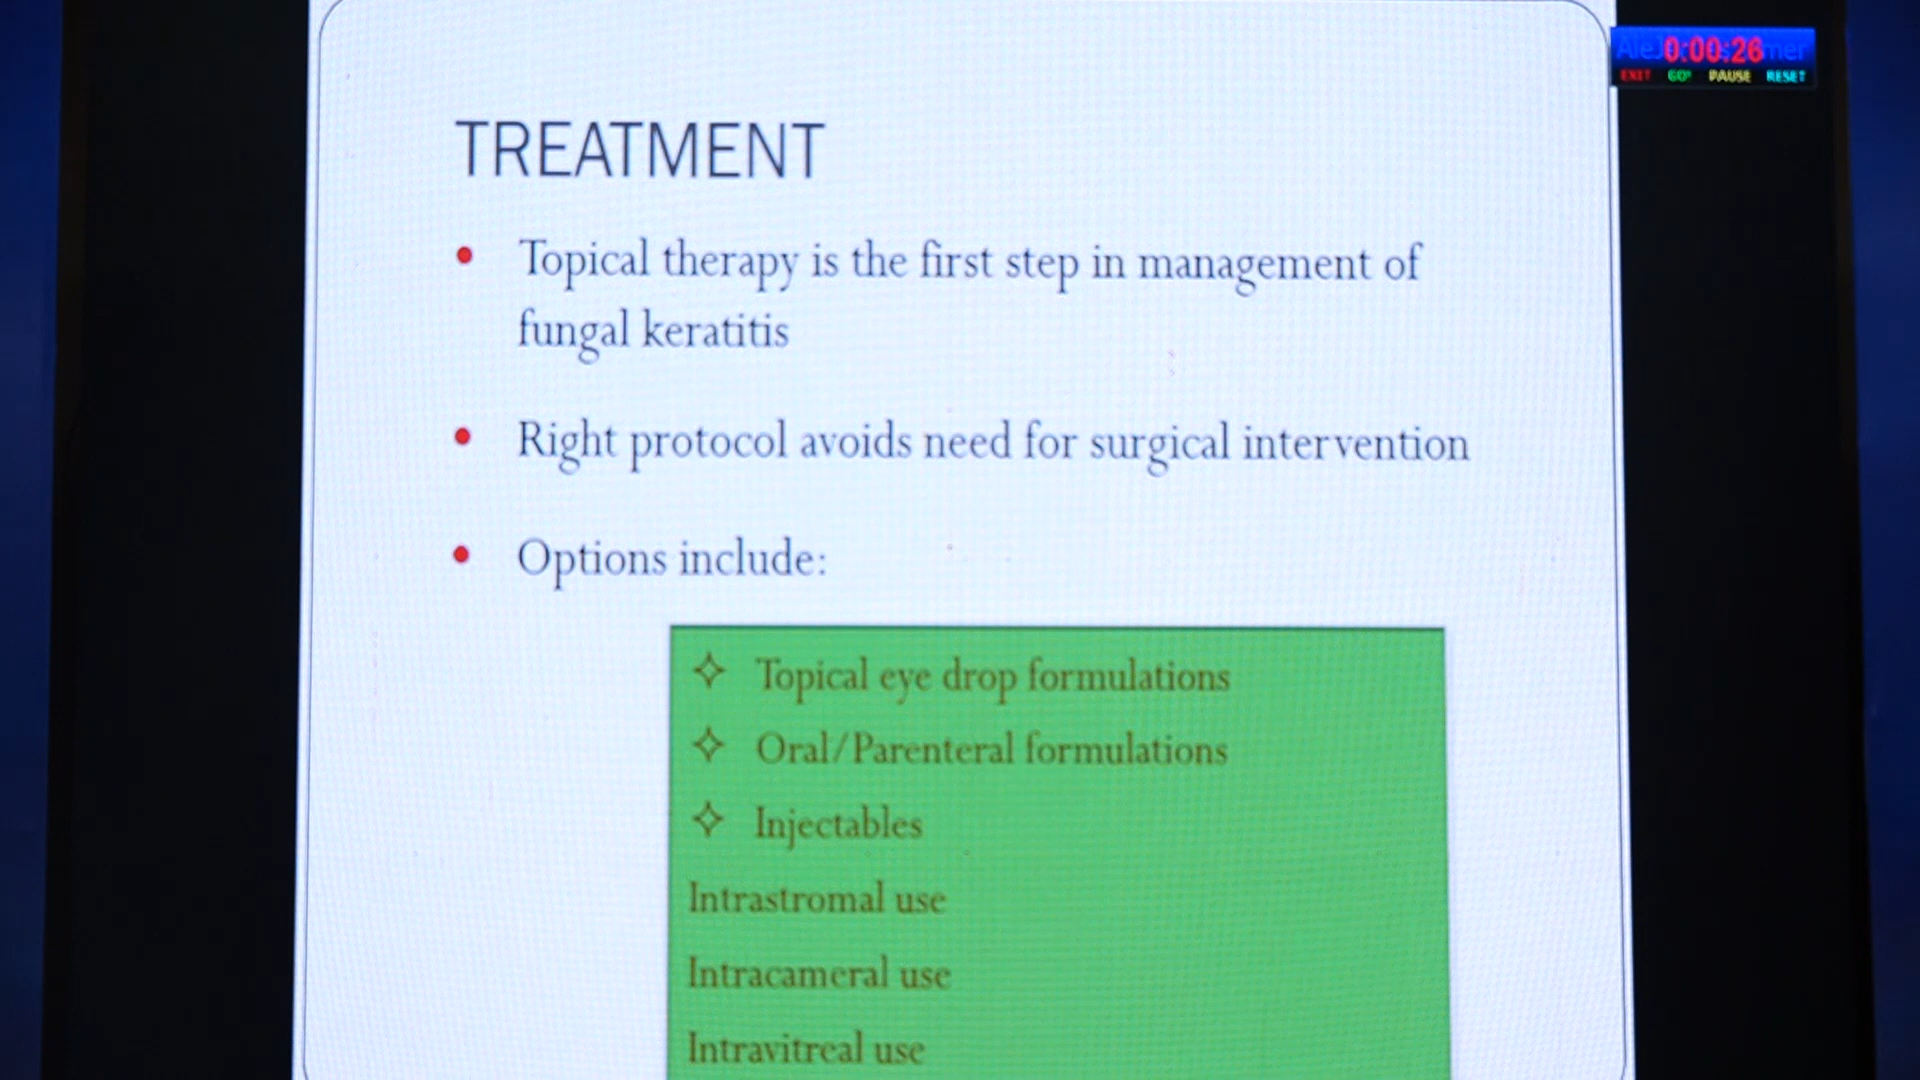 TREATMENT
0:00:26
EXIT GO! PAUSE RESET
• Topical therapy is the first step in management of
fungal keratitis
• Right protocol avoids need for surgical intervention
• Options include:
✧ Topical eye drop formulations
✧ Oral/Parenteral formulations
✧ Injectables
Intrastromal use
Intracameral use
Intravitreal use